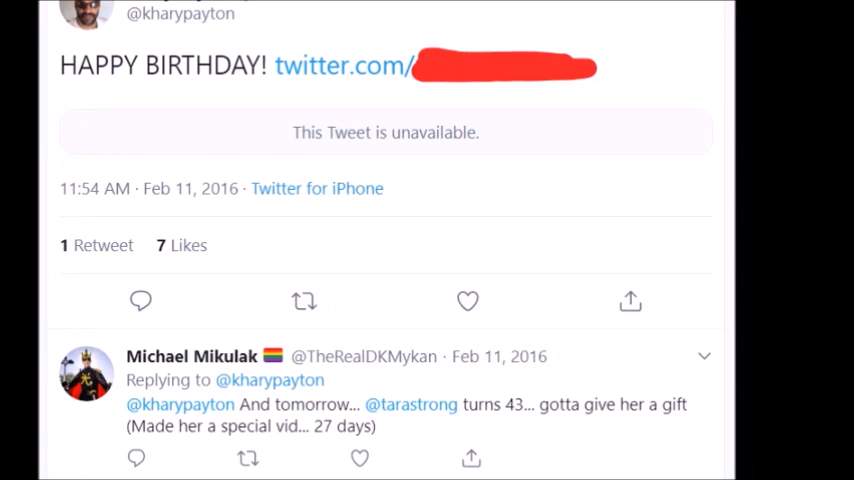 @kharypayton
HAPPY BIRTHDAY! twitter.com/
This Tweet is unavailable.
11:54 AM · Feb 11, 2016 · Twitter for iPhone
1 Retweet 7 Likes
Michael Mikulak @TheRealDKMykan · Feb 11, 2016
Replying to @kharypayton
@kharypayton And tomorrow... @tarastrong turns 43... gotta give her a gift
(Made her a special vid... 27 days)